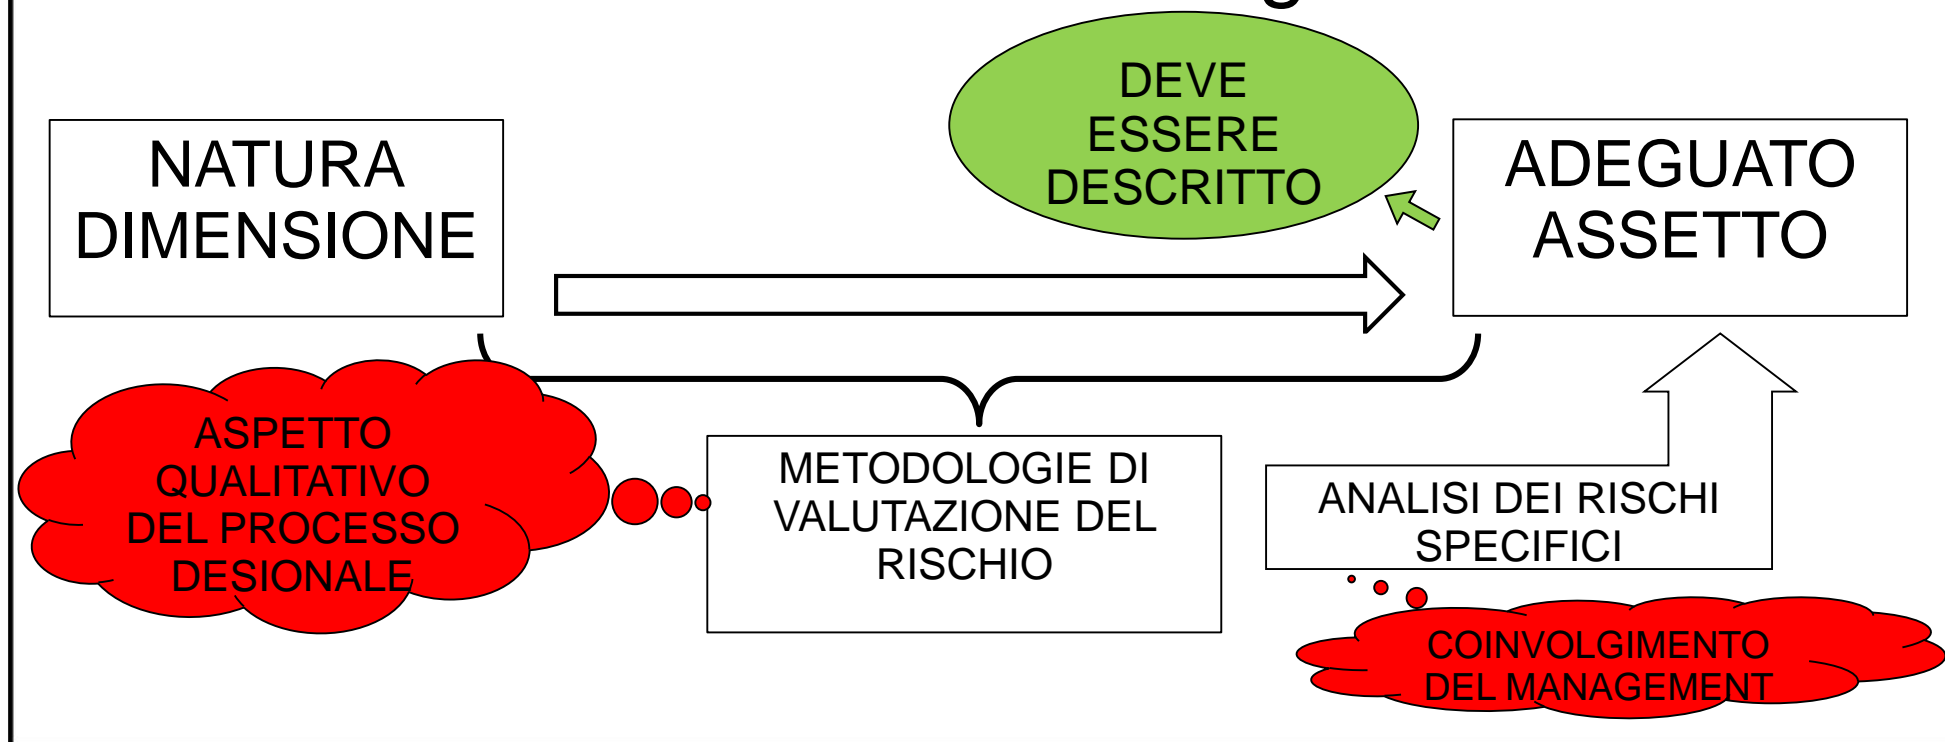 DEVE
ESSERE
DESCRITTO
NATURA
DIMENSIONE
ADEGUATO
ASSETTO
ASPETTO
QUALITATIVO
DEL PROCESSO
DESIONALE
METODOLOGIE DI
VALUTAZIONE DEL
RISCHIO
ANALISI DEI RISCHI
SPECIFICI
COINVOLGIMENTO
DEL MANAGEMENT